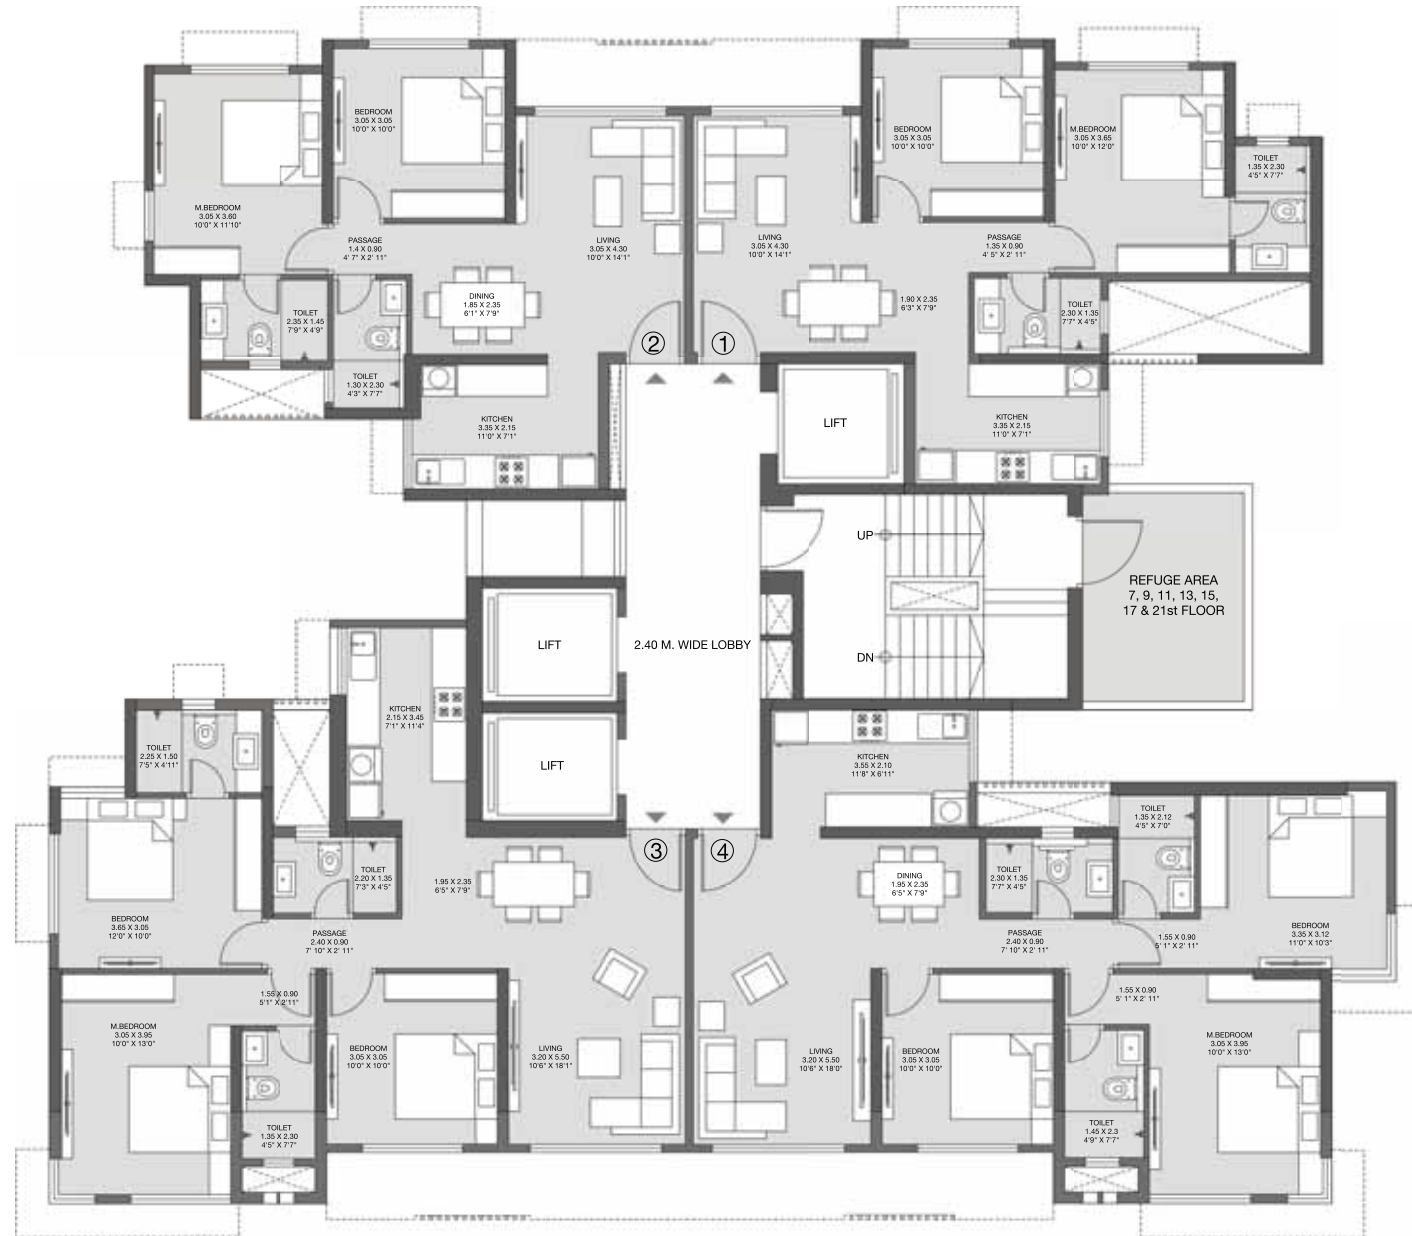 BEDROOM
3.05 X 3.05
10'0" X 10'0"
M.BEDROOM
3.05 X 3.60
10'0" X 11'10"
PASSAGE
1.4 X 0.90
4' 7" X 2' 11"
LIVING
3.05 X 4.30
10'0" X 14'1"
DINING
1.85 X 2.35
6'1" X 7'9"
TOILET
2.35 X 1.45
7'9" X 4'9"
TOILET
1.30 X 2.30
4'3" X 7'7"
KITCHEN
3.35 X 2.15
11'0" X 7'1"
2
1
BEDROOM
3.05 X 3.05
10'0" X 10'0"
M.BEDROOM
3.05 X 3.65
10'0" X 12'0"
TOILET
1.35 X 2.30
4'5" X 7'7"
LIVING
3.05 X 4.30
10'0" X 14'1"
PASSAGE
1.35 X 0.90
4' 5" X 2' 11"
1.90 X 2.35
6'3" X 7'9"
TOILET
2.30 X 1.35
7'7" X 4'5"
KITCHEN
3.35 X 2.15
11'0" X 7'1"
LIFT
UP
DN
REFUGE AREA
7, 9, 11, 13, 15,
17 & 21st FLOOR
LIFT
2.40 M. WIDE LOBBY
LIFT
KITCHEN
2.15 X 3.45
7'1" X 11'4"
TOILET
2.25 X 1.50
7'5" X 4'11"
TOILET
2.20 X 1.35
7'3" X 4'5"
1.95 X 2.35
6'5" X 7'9"
3
4
BEDROOM
3.65 X 3.05
12'0" X 10'0"
PASSAGE
2.40 X 0.90
7' 10" X 2' 11"
1.55 X 0.90
5'1" X 2'11"
M.BEDROOM
3.05 X 3.95
10'0" X 13'0"
BEDROOM
3.05 X 3.05
10'0" X 10'0"
LIVING
3.20 X 5.50
10'6" X 18'1"
TOILET
1.35 X 2.30
4'5" X 7'7"
KITCHEN
3.55 X 2.10
11'8" X 6'11"
TOILET
1.35 X 2.12
4'5" X 7'0"
DINING
1.95 X 2.35
6'5" X 7'9"
TOILET
2.30 X 1.35
7'7" X 4'5"
PASSAGE
2.40 X 0.90
7' 10" X 2' 11"
1.55 X 0.90
5' 1" X 2' 11"
BEDROOM
3.35 X 3.12
11'0" X 10'3"
1.55 X 0.90
5' 1" X 2' 11"
LIVING
3.20 X 5.50
10'6" X 18'0"
BEDROOM
3.05 X 3.05
10'0" X 10'0"
M.BEDROOM
3.05 X 3.95
10'0" X 13'0"
TOILET
1.45 X 2.3
4'9" X 7'7"